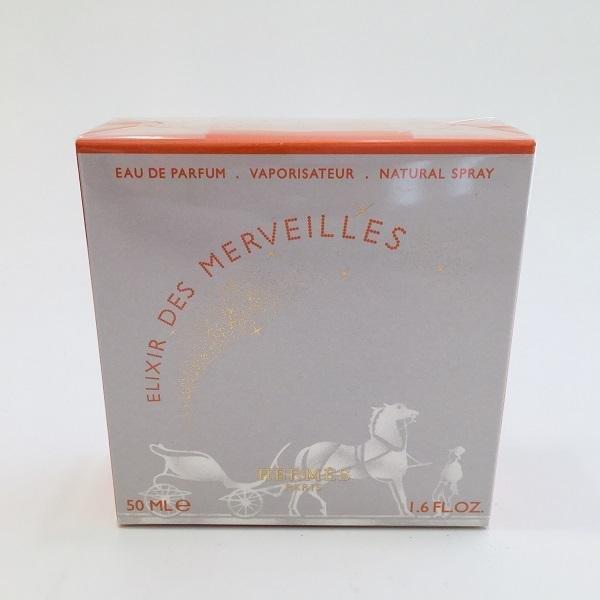 EAU DE PARFUM . VAPORISATEUR . NATURAL SPRAY
ELIXIR DES MERVEILLES
HERMÈS
PARIS
50 ML e
1.6 FL.OZ.